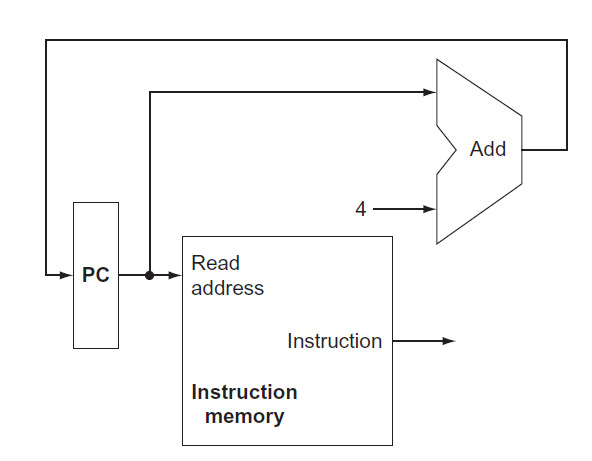 Add
4
PC
Read
address
Instruction
Instruction
memory